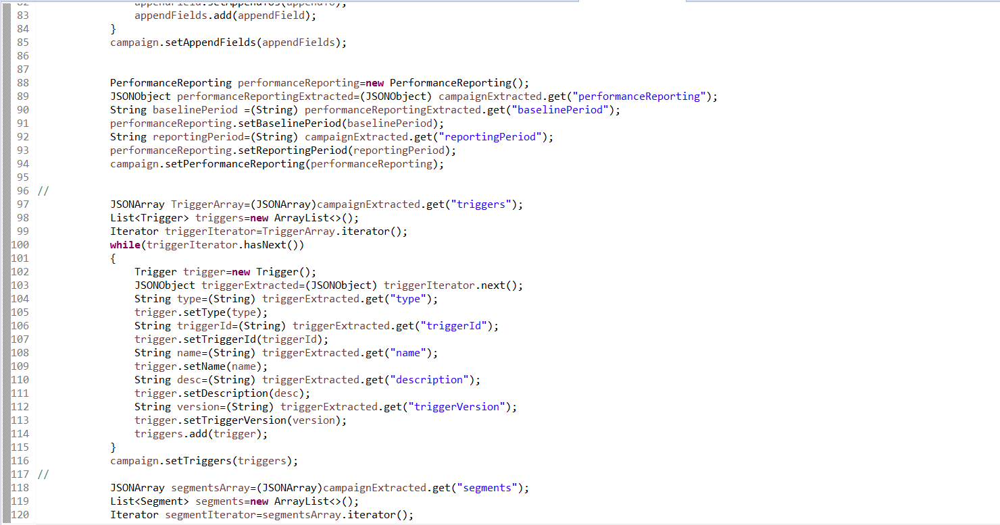 83 appendFields.add(appendField);
84 }
85 campaign.setAppendFields(appendFields);
86
87
88 PerformanceReporting performanceReporting=new PerformanceReporting();
89 JSONObject performanceReportingExtracted=(JSONObject) campaignExtracted.get("performanceReporting");
90 String baselinePeriod =(String) performanceReportingExtracted.get("baselinePeriod");
91 performanceReporting.setBaselinePeriod(baselinePeriod);
92 String reportingPeriod=(String) campaignExtracted.get("reportingPeriod");
93 performanceReporting.setReportingPeriod(reportingPeriod);
94 campaign.setPerformanceReporting(performanceReporting);
95
96 //
97 JSONArray TriggerArray=(JSONArray)campaignExtracted.get("triggers");
98 List<Trigger> triggers=new ArrayList<>();
99 Iterator triggerIterator=TriggerArray.iterator();
100 while(triggerIterator.hasNext())
101 {
102 Trigger trigger=new Trigger();
103 JSONObject triggerExtracted=(JSONObject) triggerIterator.next();
104 String type=(String) triggerExtracted.get("type");
105 trigger.setType(type);
106 String triggerId=(String) triggerExtracted.get("triggerId");
107 trigger.setTriggerId(triggerId);
108 String name=(String) triggerExtracted.get("name");
109 trigger.setName(name);
110 String desc=(String) triggerExtracted.get("description");
111 trigger.setDescription(desc);
112 String version=(String) triggerExtracted.get("triggerVersion");
113 trigger.setTriggerVersion(version);
114 triggers.add(trigger);
115 }
116 campaign.setTriggers(triggers);
117 //
118 JSONArray segmentsArray=(JSONArray)campaignExtracted.get("segments");
119 List<Segment> segments=new ArrayList<>();
120 Iterator segmentIterator=segmentsArray.iterator();